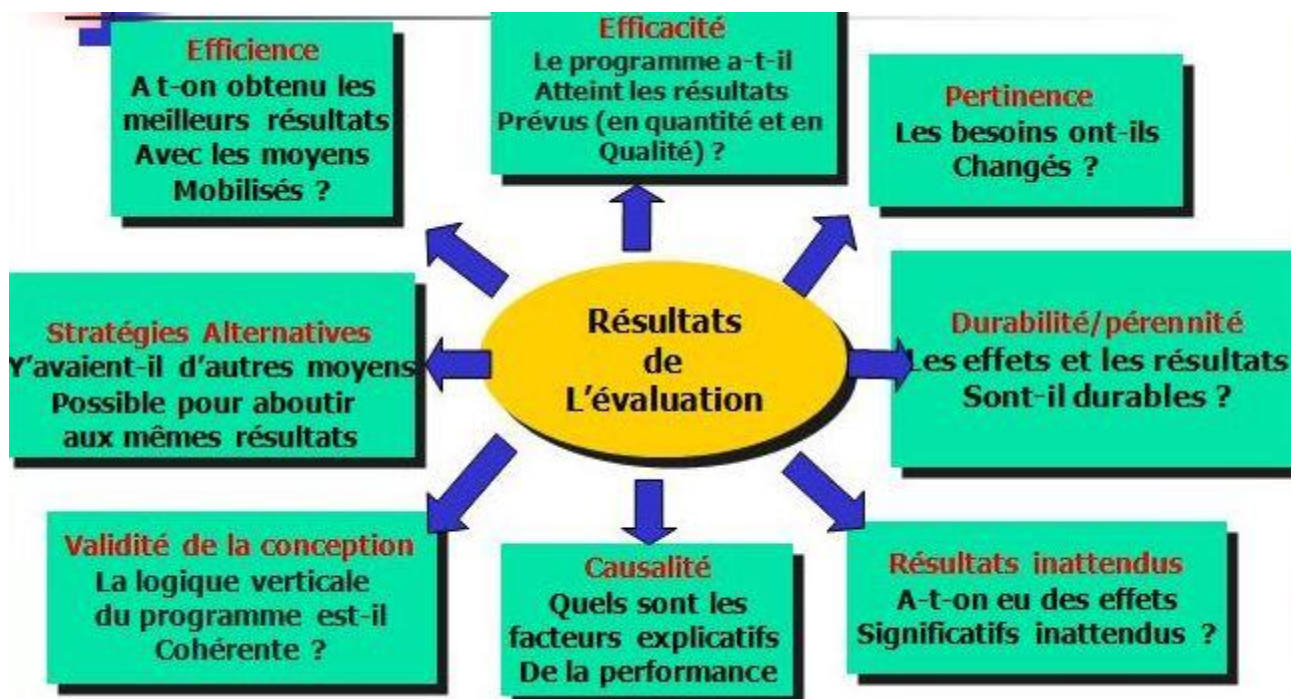 Efficience
A t-on obtenu les
meilleurs résultats
Avec les moyens
Mobilisés ?
Efficacité
Le programme a-t-il
Atteint les résultats
Prévus (en quantité et en
Qualité) ?
Pertinence
Les besoins ont-ils
Changés ?
Stratégies Alternatives
Y'avaient-il d'autres moyens
Possible pour aboutir
aux mêmes résultats
Résultats
de
L'évaluation
Durabilité/pérennité
Les effets et les résultats
Sont-il durables ?
Validité de la conception
La logique verticale
du programme est-il
Cohérente ?
Causalité
Quels sont les
facteurs explicatifs
De la performance
Résultats inattendus
A-t-on eu des effets
Significatifs inattendus ?